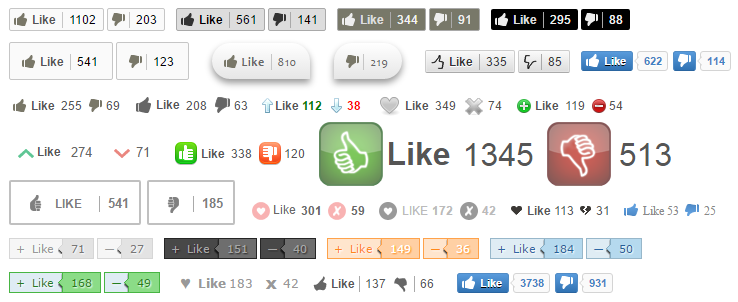 Like 1102 203 Like 561 141 Like 344 91 Like 295 88
Like 541 123 Like 810 219 Like 335 85 Like 622 114
Like 255 69 Like 208 63 Like 112 38 Like 349 74 Like 119 54
Like 274 71 Like 338 120 Like 1345 513
LIKE 541 185 Like 301 59 LIKE 172 42 Like 113 31 Like 53 25
+ Like 71 − 27 + Like 151 − 40 + Like 149 − 36 + Like 184 − 50
+ Like 168 − 49 Like 183 x 42 Like 137 66 Like 3738 931